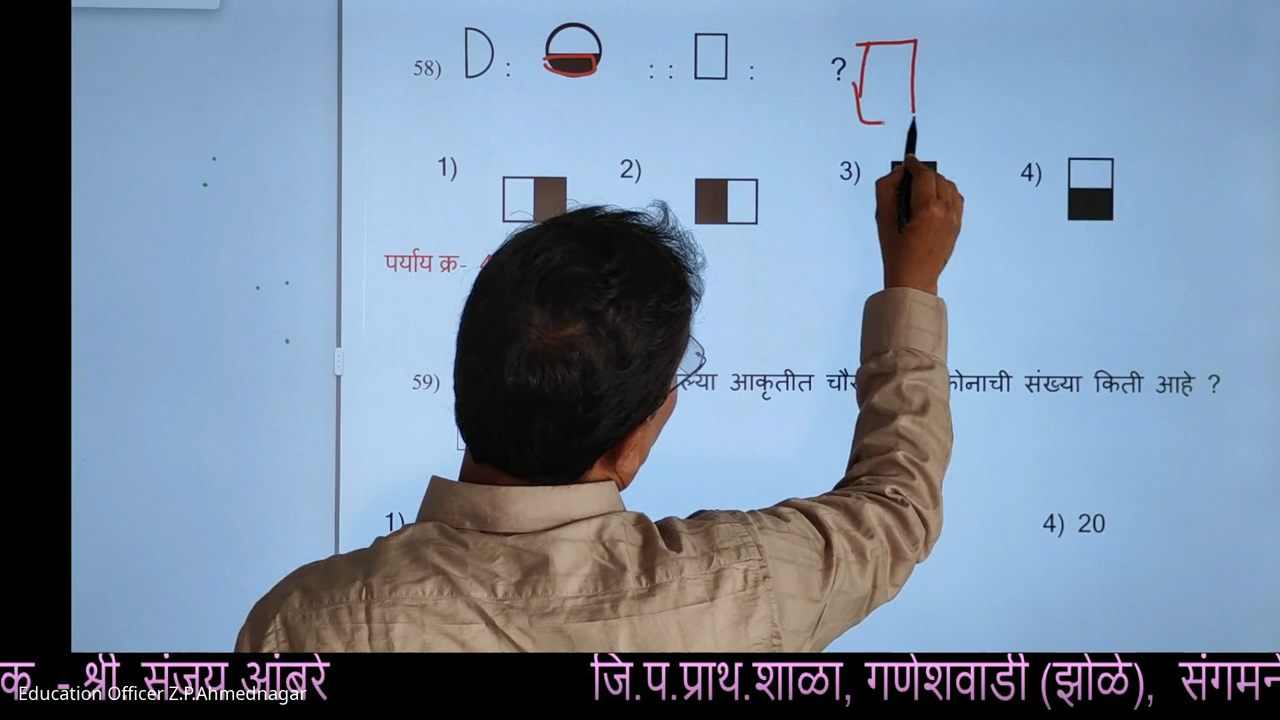 58) : : : : ?
1) 2) 3) 4)
पर्याय क्र-
59) आकृतीत संख्या किती आहे ?
1) 4) 20
श्री. संजय आंबरे जि.प.प्राथ.शाळा, गणेशवाडी (झोळे),
Education Officer Z.P.Ahmednagar